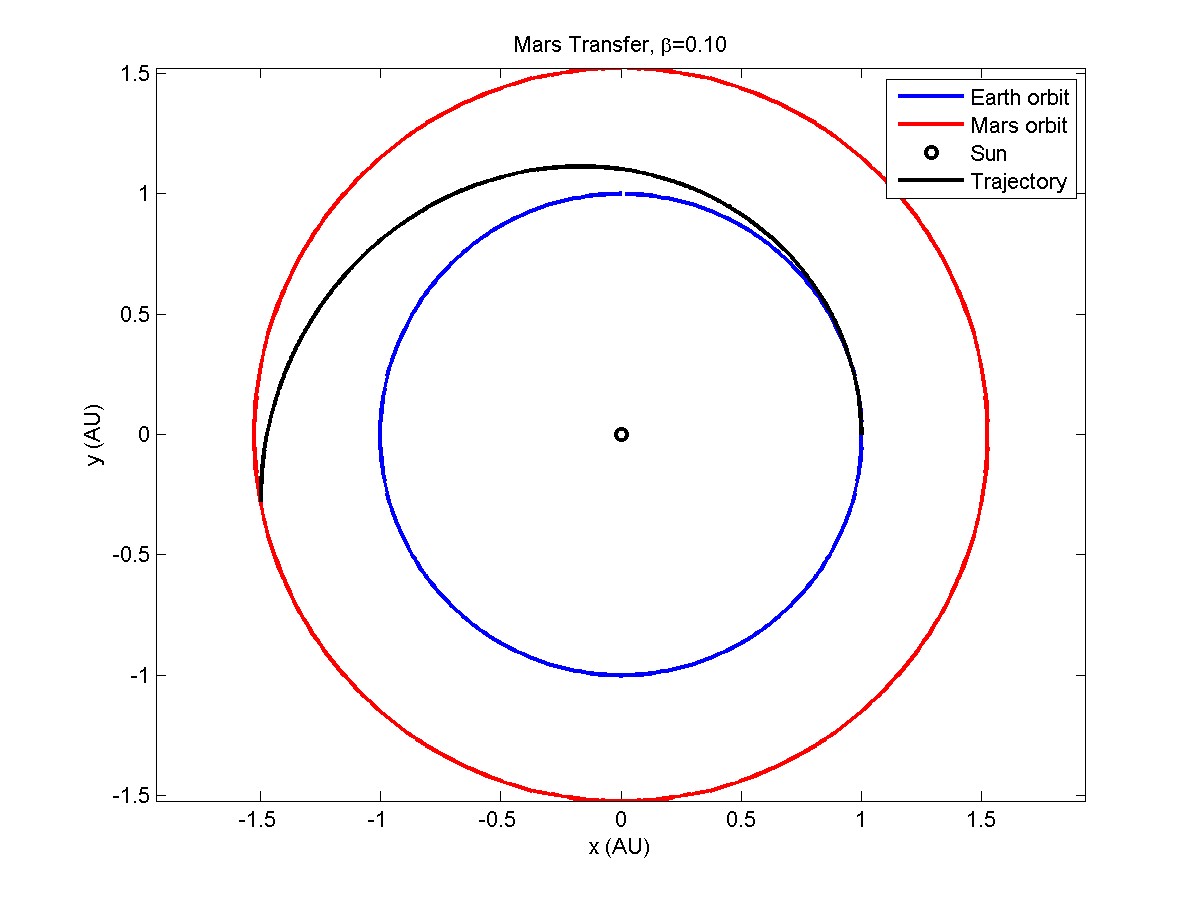 Mars Transfer, β=0.10
Earth orbit
Mars orbit
Sun
Trajectory
1.5
1
0.5
0
-0.5
-1
-1.5
y (AU)
-1.5 -1 -0.5 0 0.5 1 1.5
x (AU)